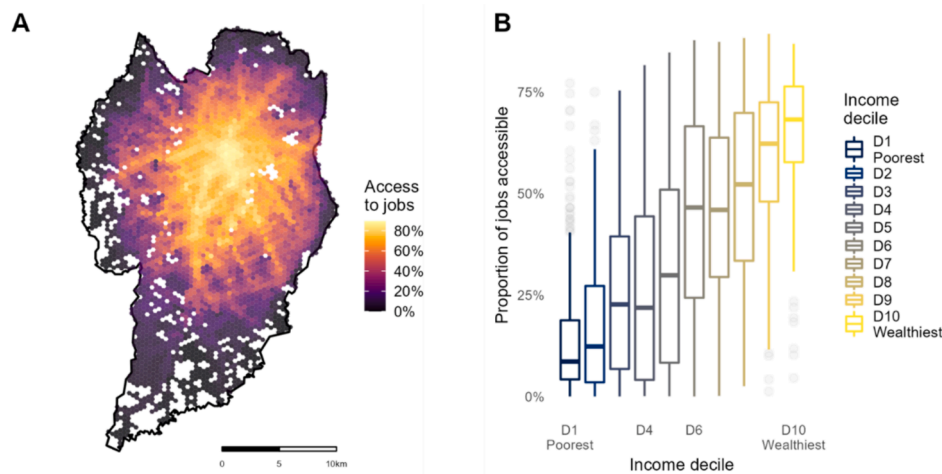 A
Access
to jobs
80%
60%
40%
20%
0%
0 5 10km
B
Proportion of jobs accessible
75%
50%
25%
0%
D1 D4 D6 D10
Poorest Wealthiest
Income decile
Income
decile
D1
Poorest
D2
D3
D4
D5
D6
D7
D8
D9
D10
Wealthiest